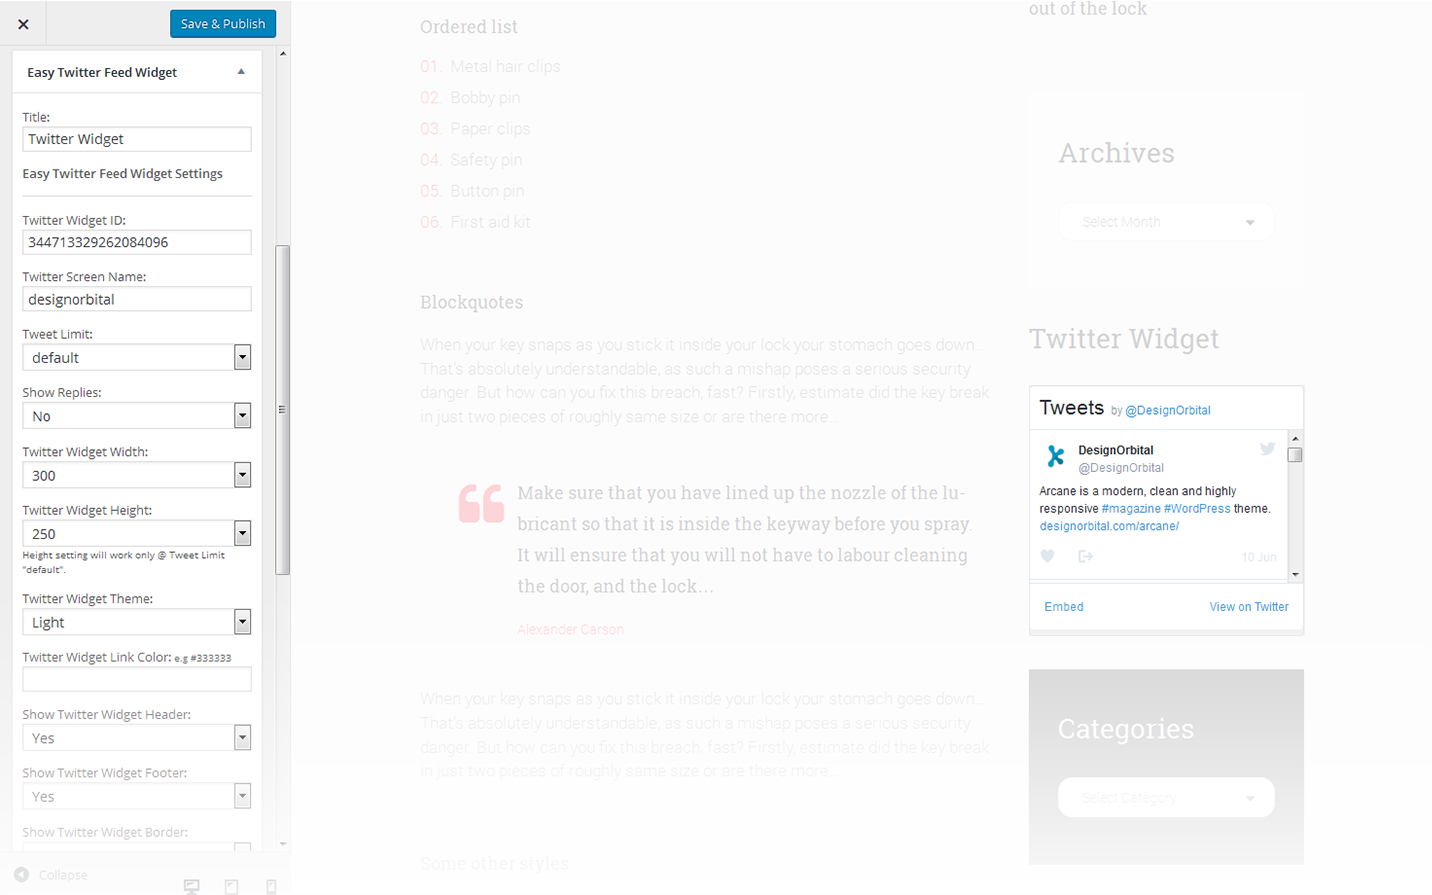 Save & Publish
Easy Twitter Feed Widget
Title:
Twitter Widget
Easy Twitter Feed Widget Settings
Twitter Widget ID:
344713329262084096
Twitter Screen Name:
designorbital
Tweet Limit:
default
Show Replies:
No
Twitter Widget Width:
300
Twitter Widget Height:
250
Height setting will work only @ Tweet Limit
"default".
Twitter Widget Theme:
Light
Twitter Widget Link Color: e.g #333333
Show Twitter Widget Header:
Yes
Show Twitter Widget Footer:
Yes
Show Twitter Widget Border:
Collapse
Ordered list
01. Metal hair clips
02. Bobby pin
03. Paper clips
04. Safety pin
05. Button pin
06. First aid kit
Blockquotes
When your key snaps as you stick it inside your lock your stomach goes down...
That's absolutely understandable, as such a mishap poses a serious security
danger. But how can you fix this breach, fast? Firstly, estimate did the key break
in just two pieces of roughly same size or are there more...
Make sure that you have lined up the nozzle of the lu-
bricant so that it is inside the keyway before you spray.
It will ensure that you will not have to labour cleaning
the door, and the lock...
Alexander Carson
When your key snaps as you stick it inside your lock your stomach goes down...
That's absolutely understandable, as such a mishap poses a serious security
danger. But how can you fix this breach, fast? Firstly, estimate did the key break
in just two pieces of roughly same size or are there more...
Some other styles
out of the lock
Archives
Select Month
Twitter Widget
Tweets by @DesignOrbital
DesignOrbital
@DesignOrbital
Arcane is a modern, clean and highly
responsive #magazine #WordPress theme.
designorbital.com/arcane/
10 Jun
Embed
View on Twitter
Categories
Select Category